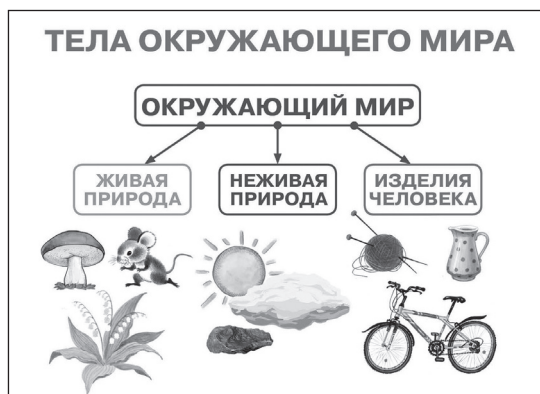 ТЕЛА ОКРУЖАЮЩЕГО МИРА
ОКРУЖАЮЩИЙ МИР
ЖИВАЯ
ПРИРОДА
НЕЖИВАЯ
ПРИРОДА
ИЗДЕЛИЯ
ЧЕЛОВЕКА